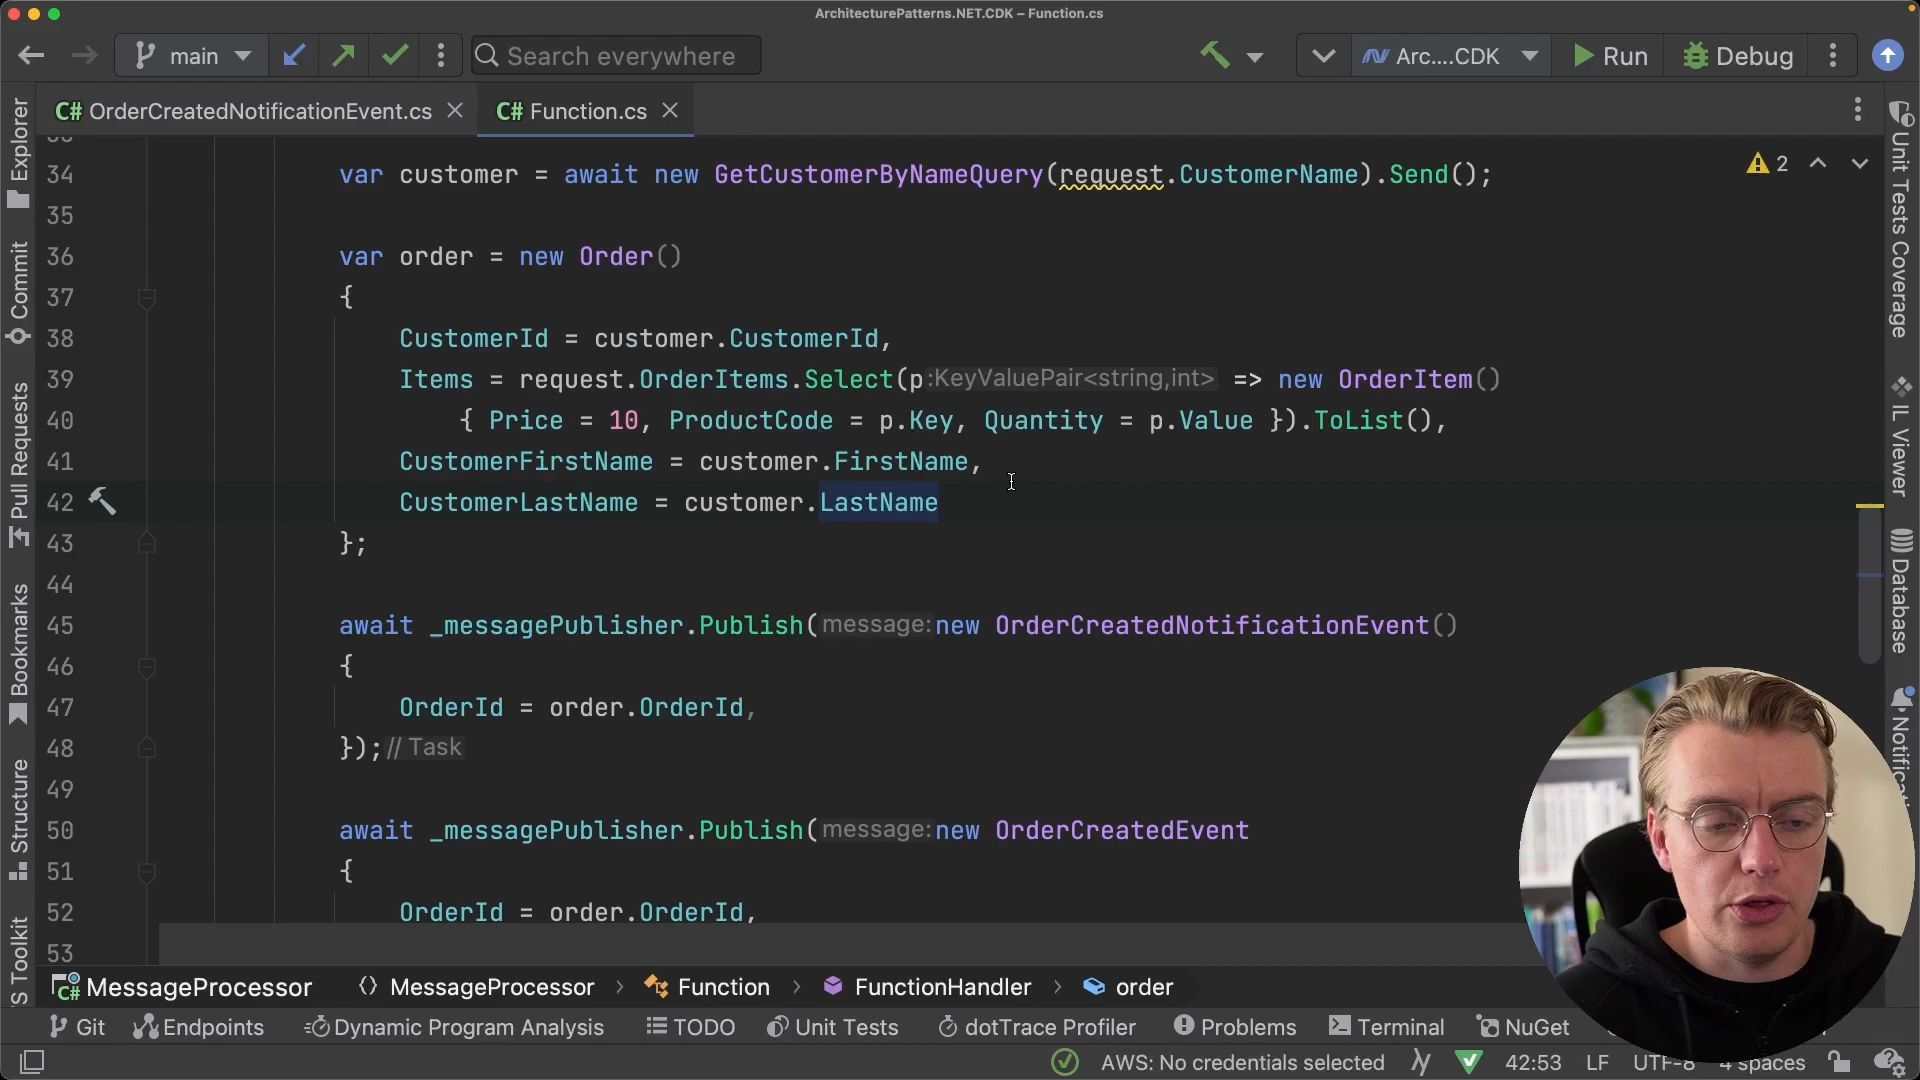 ArchitecturePatterns.NET.CDK – Function.cs
main
Search everywhere
Arc....CDK
Run
Debug
C# OrderCreatedNotificationEvent.cs
C# Function.cs
34 var customer = await new GetCustomerByNameQuery(request.CustomerName).Send();
2
35
36 var order = new Order()
37 {
38 CustomerId = customer.CustomerId,
39 Items = request.OrderItems.Select(p:KeyValuePair<string,int> => new OrderItem()
40 { Price = 10, ProductCode = p.Key, Quantity = p.Value }).ToList(),
41 CustomerFirstName = customer.FirstName,
42 CustomerLastName = customer.LastName
43 };
44
45 await _messagePublisher.Publish(message:new OrderCreatedNotificationEvent()
46 {
47 OrderId = order.OrderId,
48 });// Task
49
50 await _messagePublisher.Publish(message:new OrderCreatedEvent
51 {
52 OrderId = order.OrderId,
53
Explorer
Commit
Pull Requests
Bookmarks
Structure
S Toolkit
Unit Tests Coverage
IL Viewer
Database
Notificati
C# MessageProcessor
MessageProcessor
Function
FunctionHandler
order
Git
Endpoints
Dynamic Program Analysis
TODO
Unit Tests
dotTrace Profiler
Problems
Terminal
NuGet
AWS: No credentials selected
42:53
LF
UTF-8
4 spaces